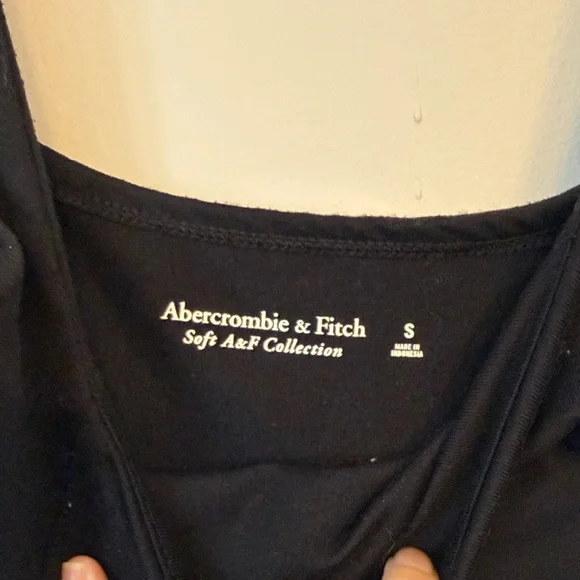 Abercrombie & Fitch
Soft A&F Collection
S
MADE IN
INDONESIA